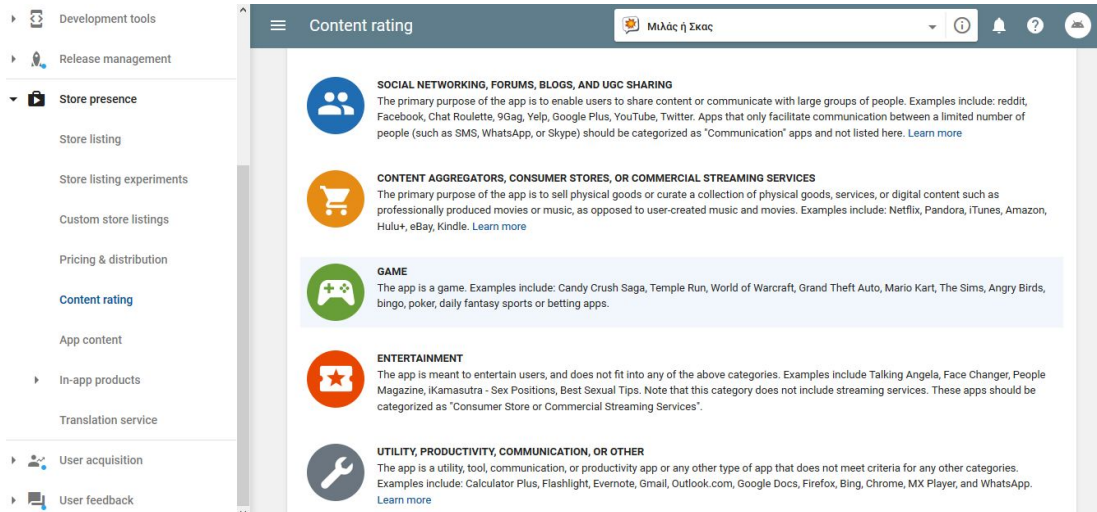 Development tools
Release management
Store presence
Store listing
Store listing experiments
Custom store listings
Pricing & distribution
Content rating
App content
In-app products
Translation service
User acquisition
User feedback
Content rating
Μιλάς ή Σκας
SOCIAL NETWORKING, FORUMS, BLOGS, AND UGC SHARING
The primary purpose of the app is to enable users to share content or communicate with large groups of people. Examples include: reddit,
Facebook, Chat Roulette, 9Gag, Yelp, Google Plus, YouTube, Twitter. Apps that only facilitate communication between a limited number of
people (such as SMS, WhatsApp, or Skype) should be categorized as "Communication" apps and not listed here. Learn more
CONTENT AGGREGATORS, CONSUMER STORES, OR COMMERCIAL STREAMING SERVICES
The primary purpose of the app is to sell physical goods or curate a collection of physical goods, services, or digital content such as
professionally produced movies or music, as opposed to user-created music and movies. Examples include: Netflix, Pandora, iTunes, Amazon,
Hulu+, eBay, Kindle. Learn more
GAME
The app is a game. Examples include: Candy Crush Saga, Temple Run, World of Warcraft, Grand Theft Auto, Mario Kart, The Sims, Angry Birds,
bingo, poker, daily fantasy sports or betting apps.
ENTERTAINMENT
The app is meant to entertain users, and does not fit into any of the above categories. Examples include Talking Angela, Face Changer, People
Magazine, iKamasutra - Sex Positions, Best Sexual Tips. Note that this category does not include streaming services. These apps should be
categorized as "Consumer Store or Commercial Streaming Services".
UTILITY, PRODUCTIVITY, COMMUNICATION, OR OTHER
The app is a utility, tool, communication, or productivity app or any other type of app that does not meet criteria for any other categories.
Examples include: Calculator Plus, Flashlight, Evernote, Gmail, Outlook.com, Google Docs, Firefox, Bing, Chrome, MX Player, and WhatsApp.
Learn more